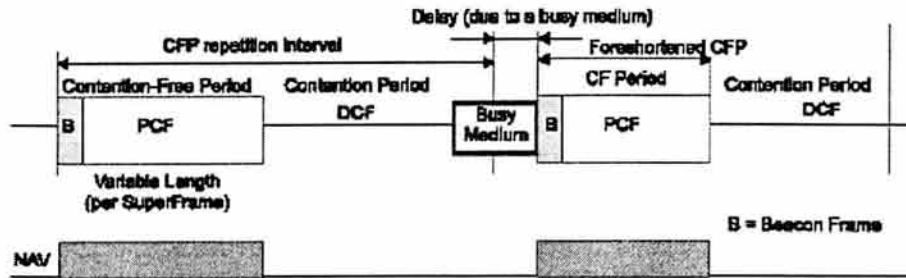 Delay (due to a busy medium)
CFP repetition interval
Foreshortened CFP
Contention-Free Period
Contention Period
CF Period
Contention Period
B
PCF
DCF
Busy
Medium
B
PCF
DCF
Variable Length
(per SuperFrame)
B = Beacon Frame
NAV